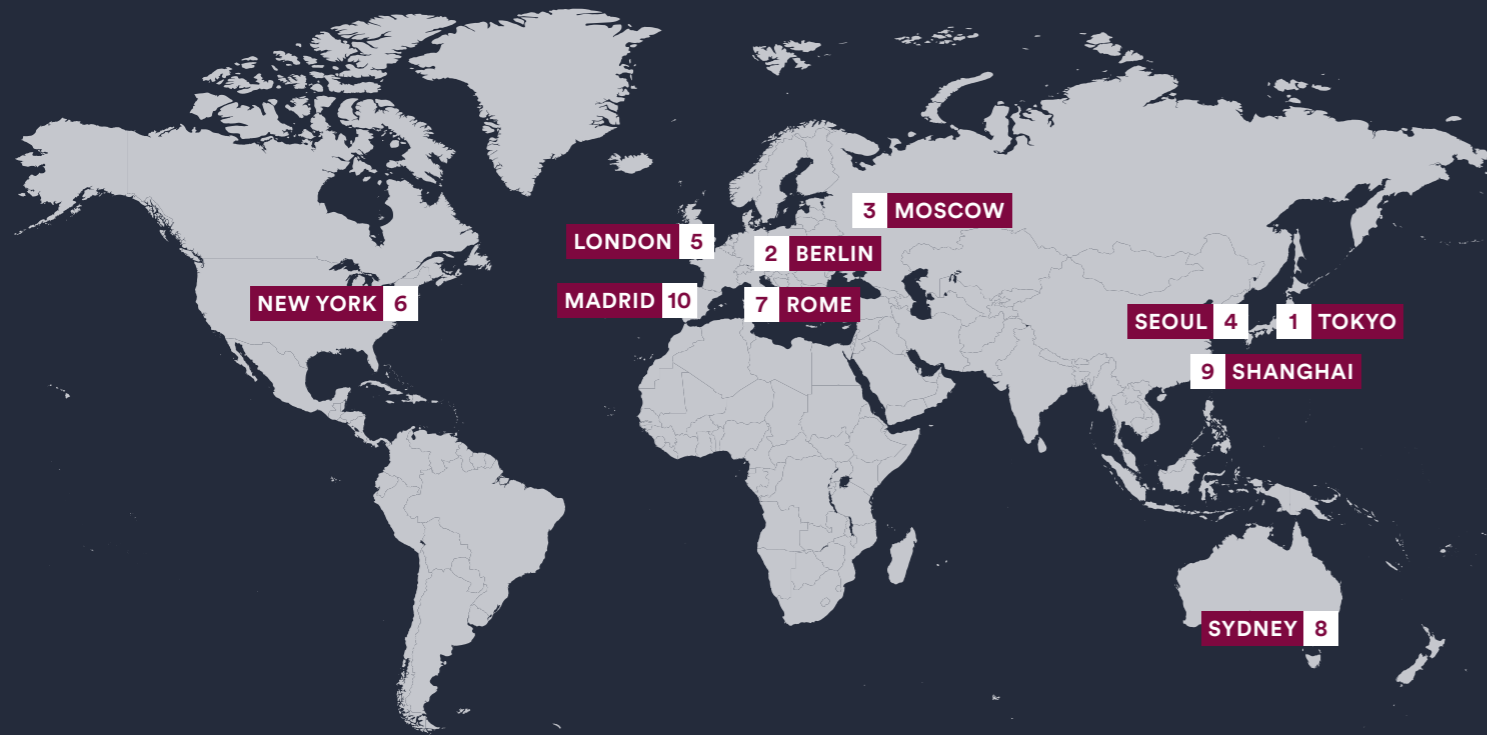 3 MOSCOW
LONDON 5
2 BERLIN
NEW YORK 6
MADRID 10
7 ROME
SEOUL 4
1 TOKYO
9 SHANGHAI
SYDNEY 8